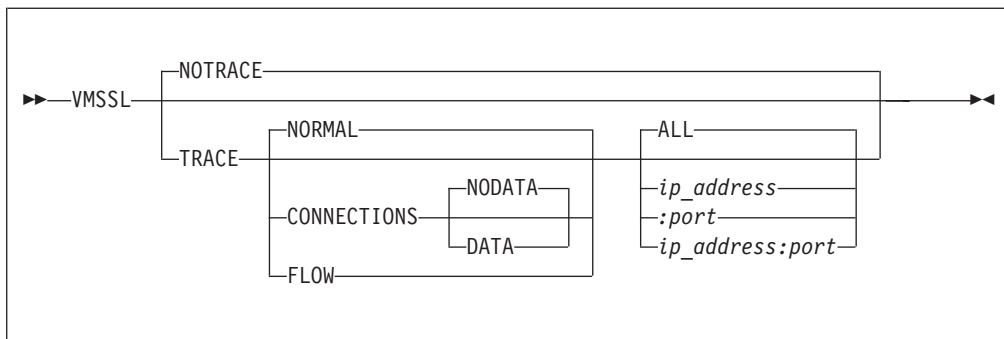 NOTRACE
VMSSL
NORMAL ALL
TRACE
ip_address
NODATA
CONNECTIONS :port
DATA ip_address:port
FLOW